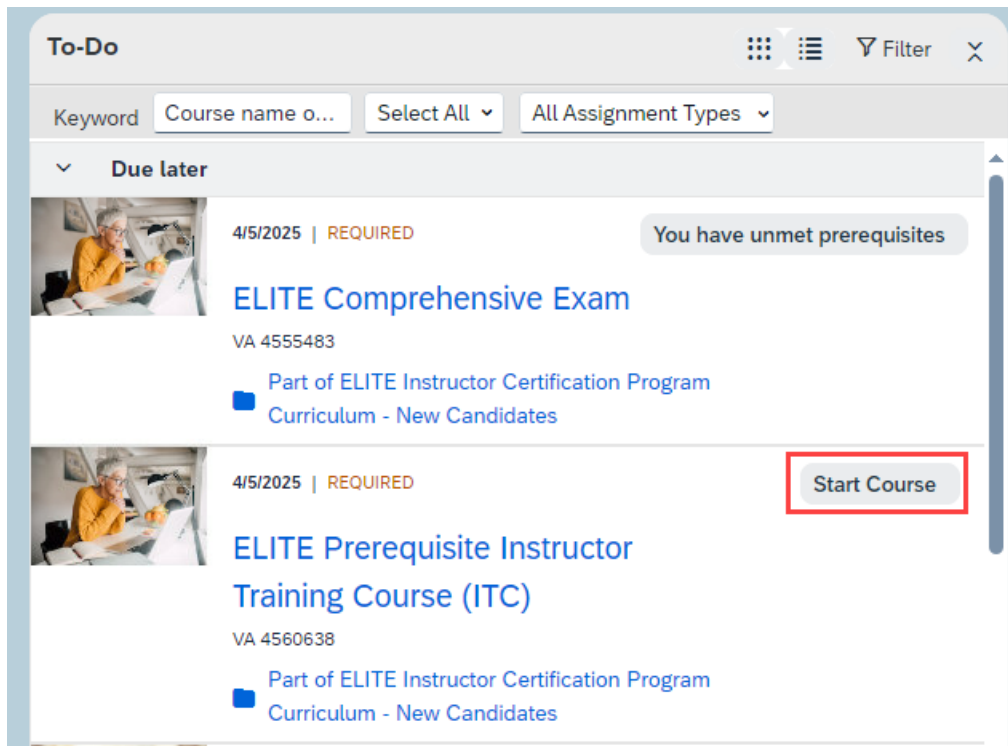 To-Do
Filter
Keyword
Course name o...
Select All
All Assignment Types
Due later
4/5/2025 | REQUIRED
You have unmet prerequisites
ELITE Comprehensive Exam
VA 4555483
Part of ELITE Instructor Certification Program
Curriculum - New Candidates
4/5/2025 | REQUIRED
Start Course
ELITE Prerequisite Instructor
Training Course (ITC)
VA 4560638
Part of ELITE Instructor Certification Program
Curriculum - New Candidates